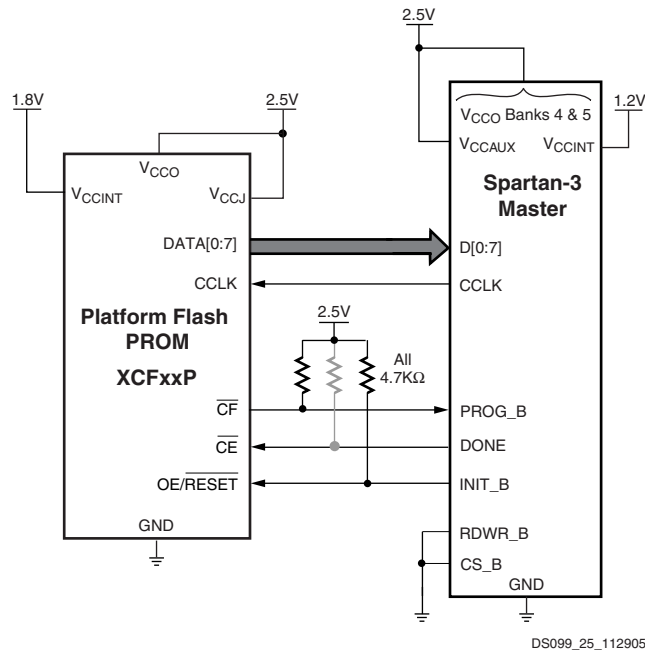 2.5V
1.8V
2.5V
1.2V
VCCO Banks 4 & 5
VCCAUX
VCCINT
Spartan-3
Master
VCCO
VCCINT
VCCJ
DATA[0:7]
D[0:7]
CCLK
CCLK
Platform Flash
PROM
XCFxxP
2.5V
All
4.7KΩ
CF
PROG_B
CE
DONE
OE/RESET
INIT_B
GND
RDWR_B
CS_B
GND
DS099_25_112905